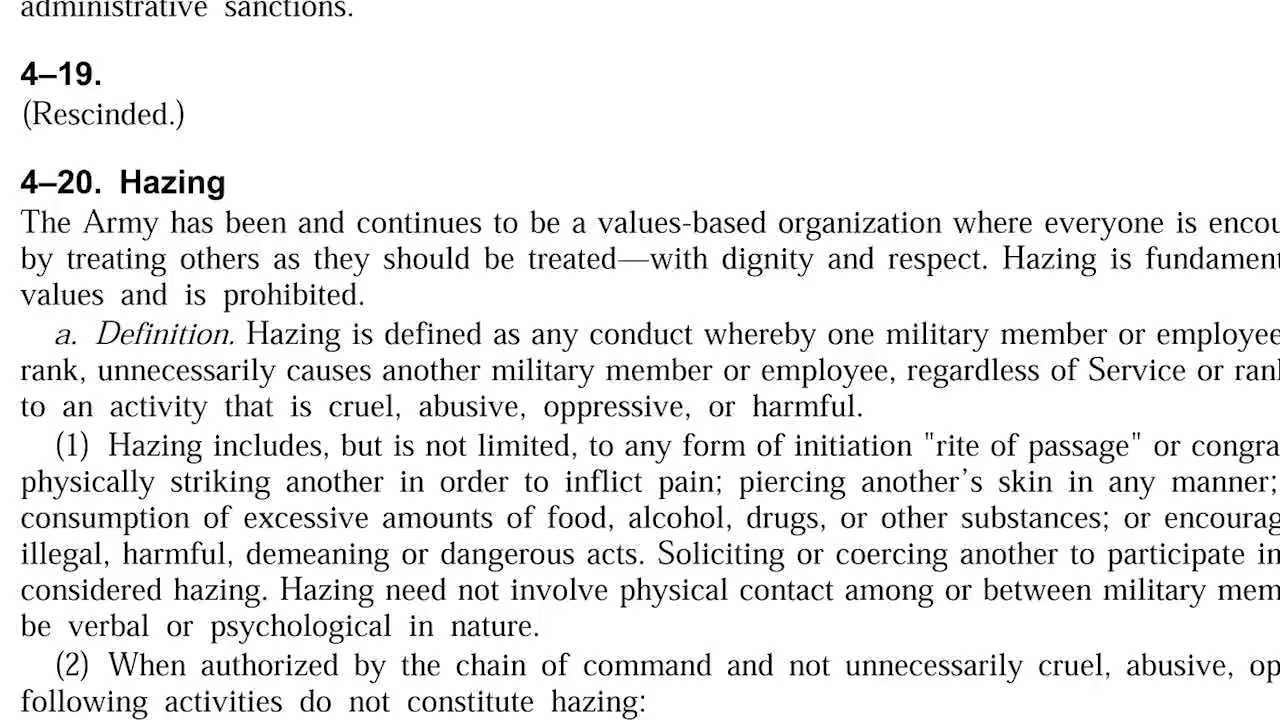 administrative sanctions.
4–19.
(Rescinded.)
4–20. Hazing
The Army has been and continues to be a values-based organization where everyone is encou
by treating others as they should be treated—with dignity and respect. Hazing is fundament
values and is prohibited.
a. Definition. Hazing is defined as any conduct whereby one military member or employee
rank, unnecessarily causes another military member or employee, regardless of Service or rank
to an activity that is cruel, abusive, oppressive, or harmful.
(1) Hazing includes, but is not limited, to any form of initiation "rite of passage" or congra
physically striking another in order to inflict pain; piercing another's skin in any manner;
consumption of excessive amounts of food, alcohol, drugs, or other substances; or encourag
illegal, harmful, demeaning or dangerous acts. Soliciting or coercing another to participate in
considered hazing. Hazing need not involve physical contact among or between military mem
be verbal or psychological in nature.
(2) When authorized by the chain of command and not unnecessarily cruel, abusive, op
following activities do not constitute hazing: